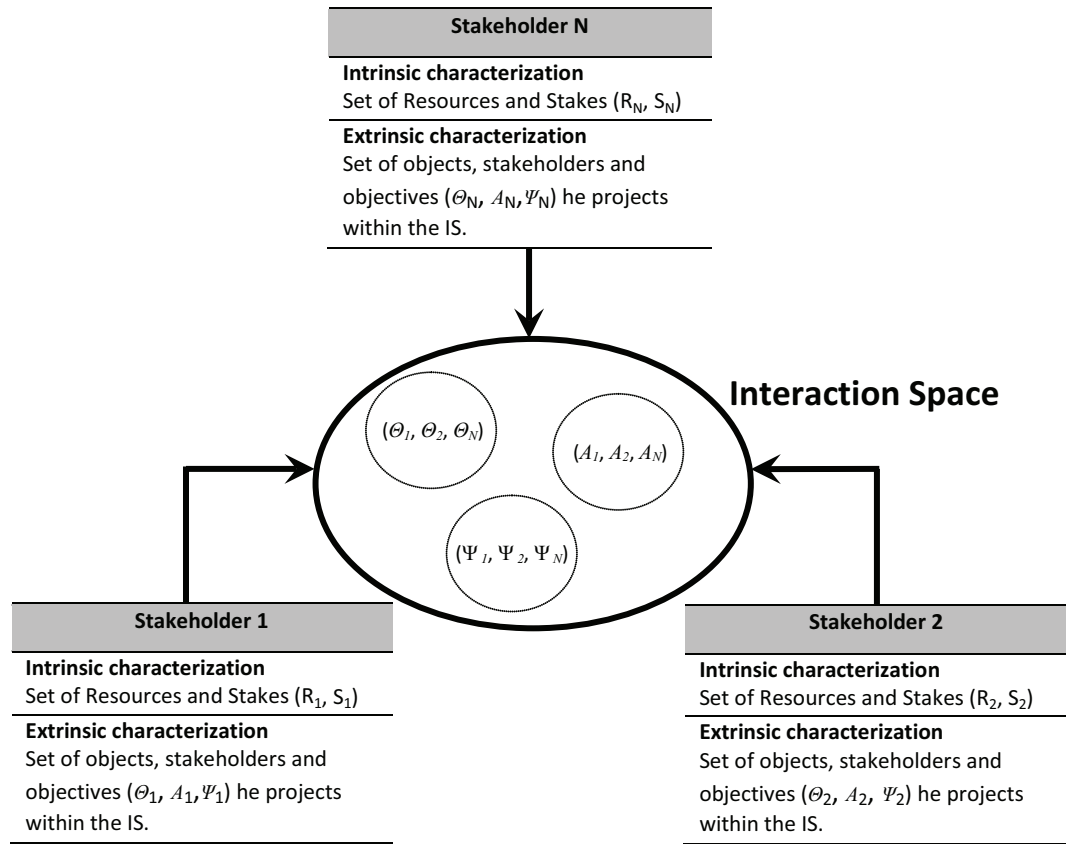 Stakeholder N
Intrinsic characterization
Set of Resources and Stakes (R_N, S_N)
Extrinsic characterization
Set of objects, stakeholders and
objectives (Θ_N, A_N,Ψ_N) he projects
within the IS.
Interaction Space
(Θ_1, Θ_2, Θ_N)
(A_1, A_2, A_N)
(Ψ_1, Ψ_2, Ψ_N)
Stakeholder 1
Intrinsic characterization
Set of Resources and Stakes (R_1, S_1)
Extrinsic characterization
Set of objects, stakeholders and
objectives (Θ_1, A_1,Ψ_1) he projects
within the IS.
Stakeholder 2
Intrinsic characterization
Set of Resources and Stakes (R_2, S_2)
Extrinsic characterization
Set of objects, stakeholders and
objectives (Θ_2, A_2, Ψ_2) he projects
within the IS.